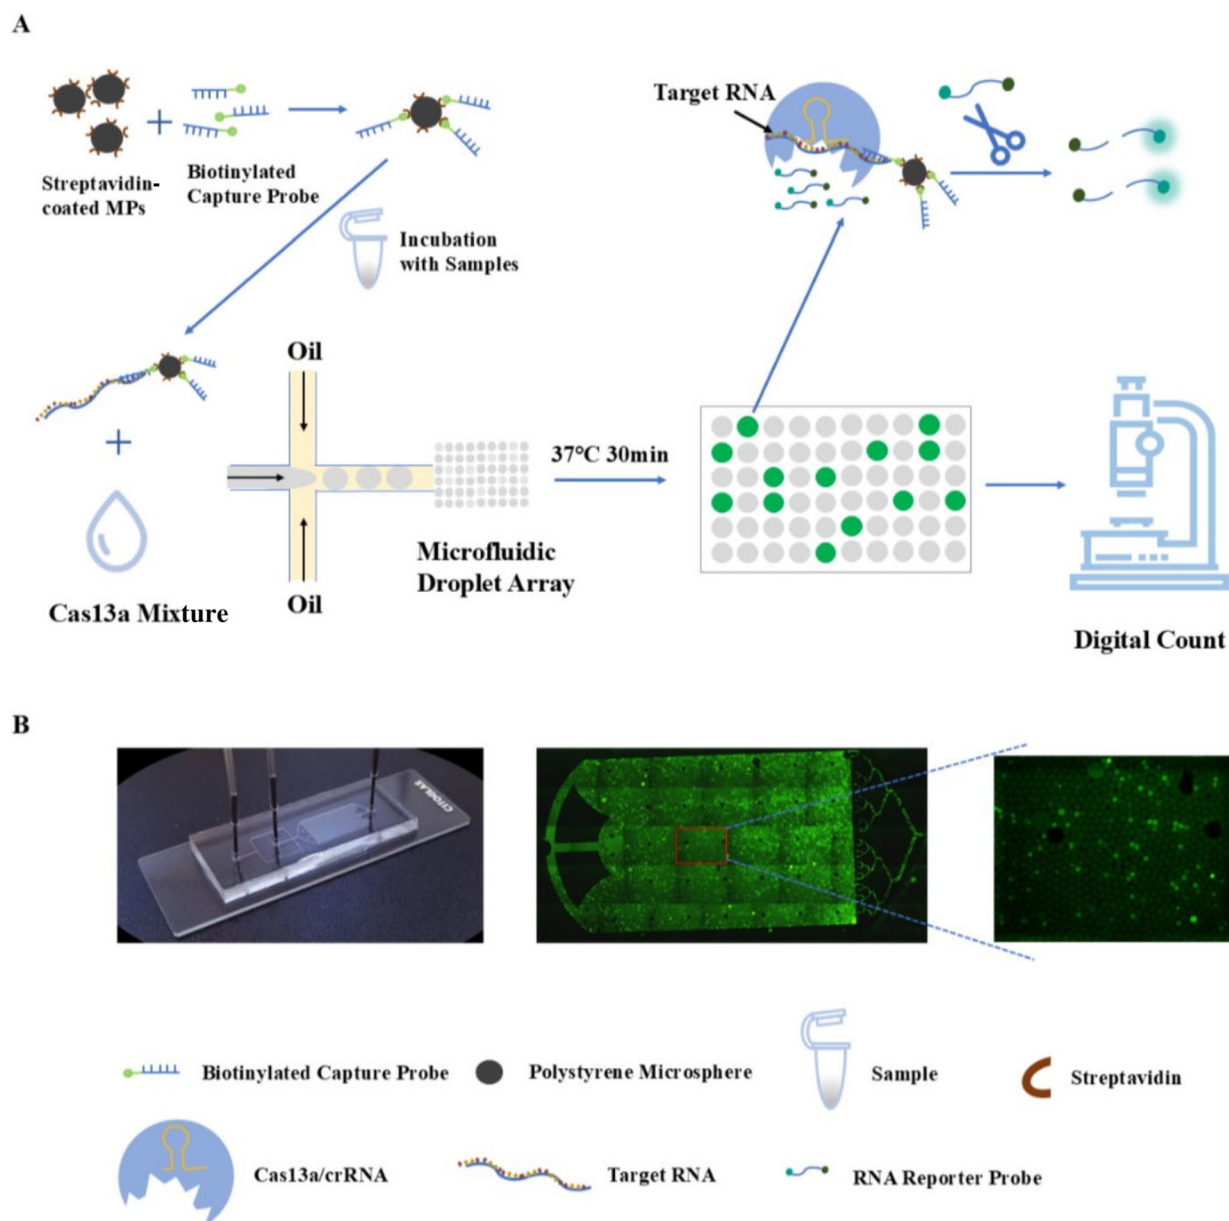 A
Streptavidin-
coated MPs
Biotinylated
Capture Probe
Incubation
with Samples
Target RNA
Oil
Oil
Cas13a Mixture
Microfluidic
Droplet Array
37°C 30min
Digital Count
B
CITOGLAS
Biotinylated Capture Probe
Polystyrene Microsphere
Sample
Streptavidin
Cas13a/crRNA
Target RNA
RNA Reporter Probe